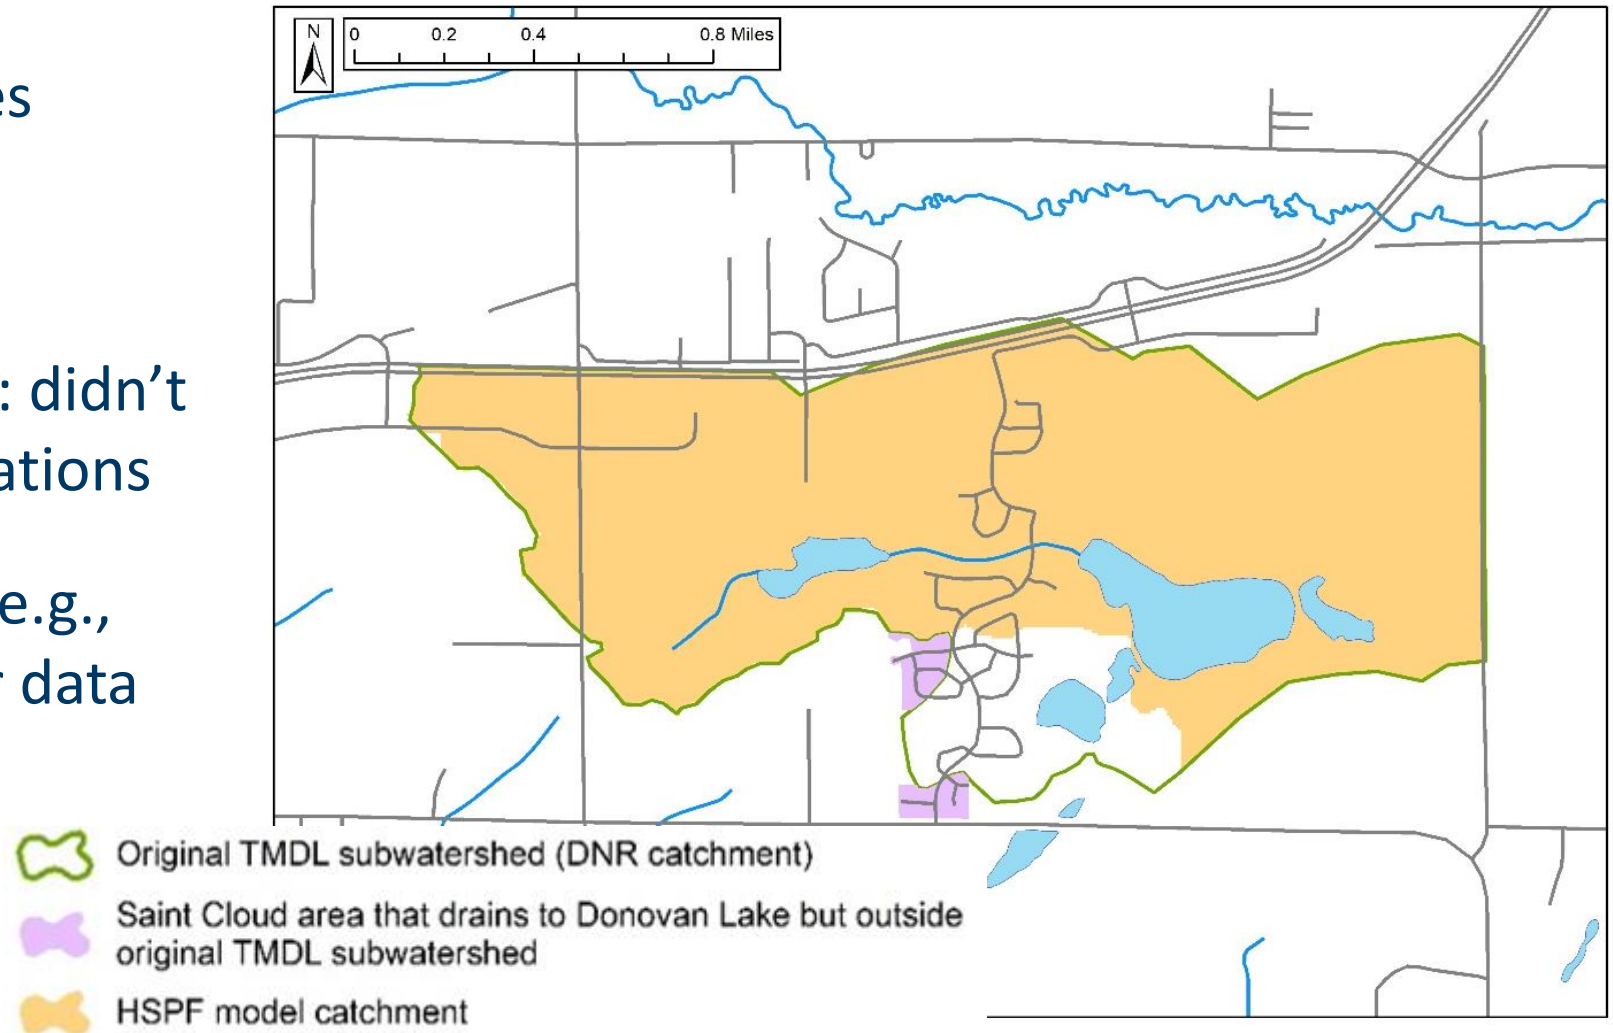 es
: didn't
ations
e.g.,
r data
N
0 0.2 0.4 0.8 Miles
Original TMDL subwatershed (DNR catchment)
Saint Cloud area that drains to Donovan Lake but outside
original TMDL subwatershed
HSPF model catchment